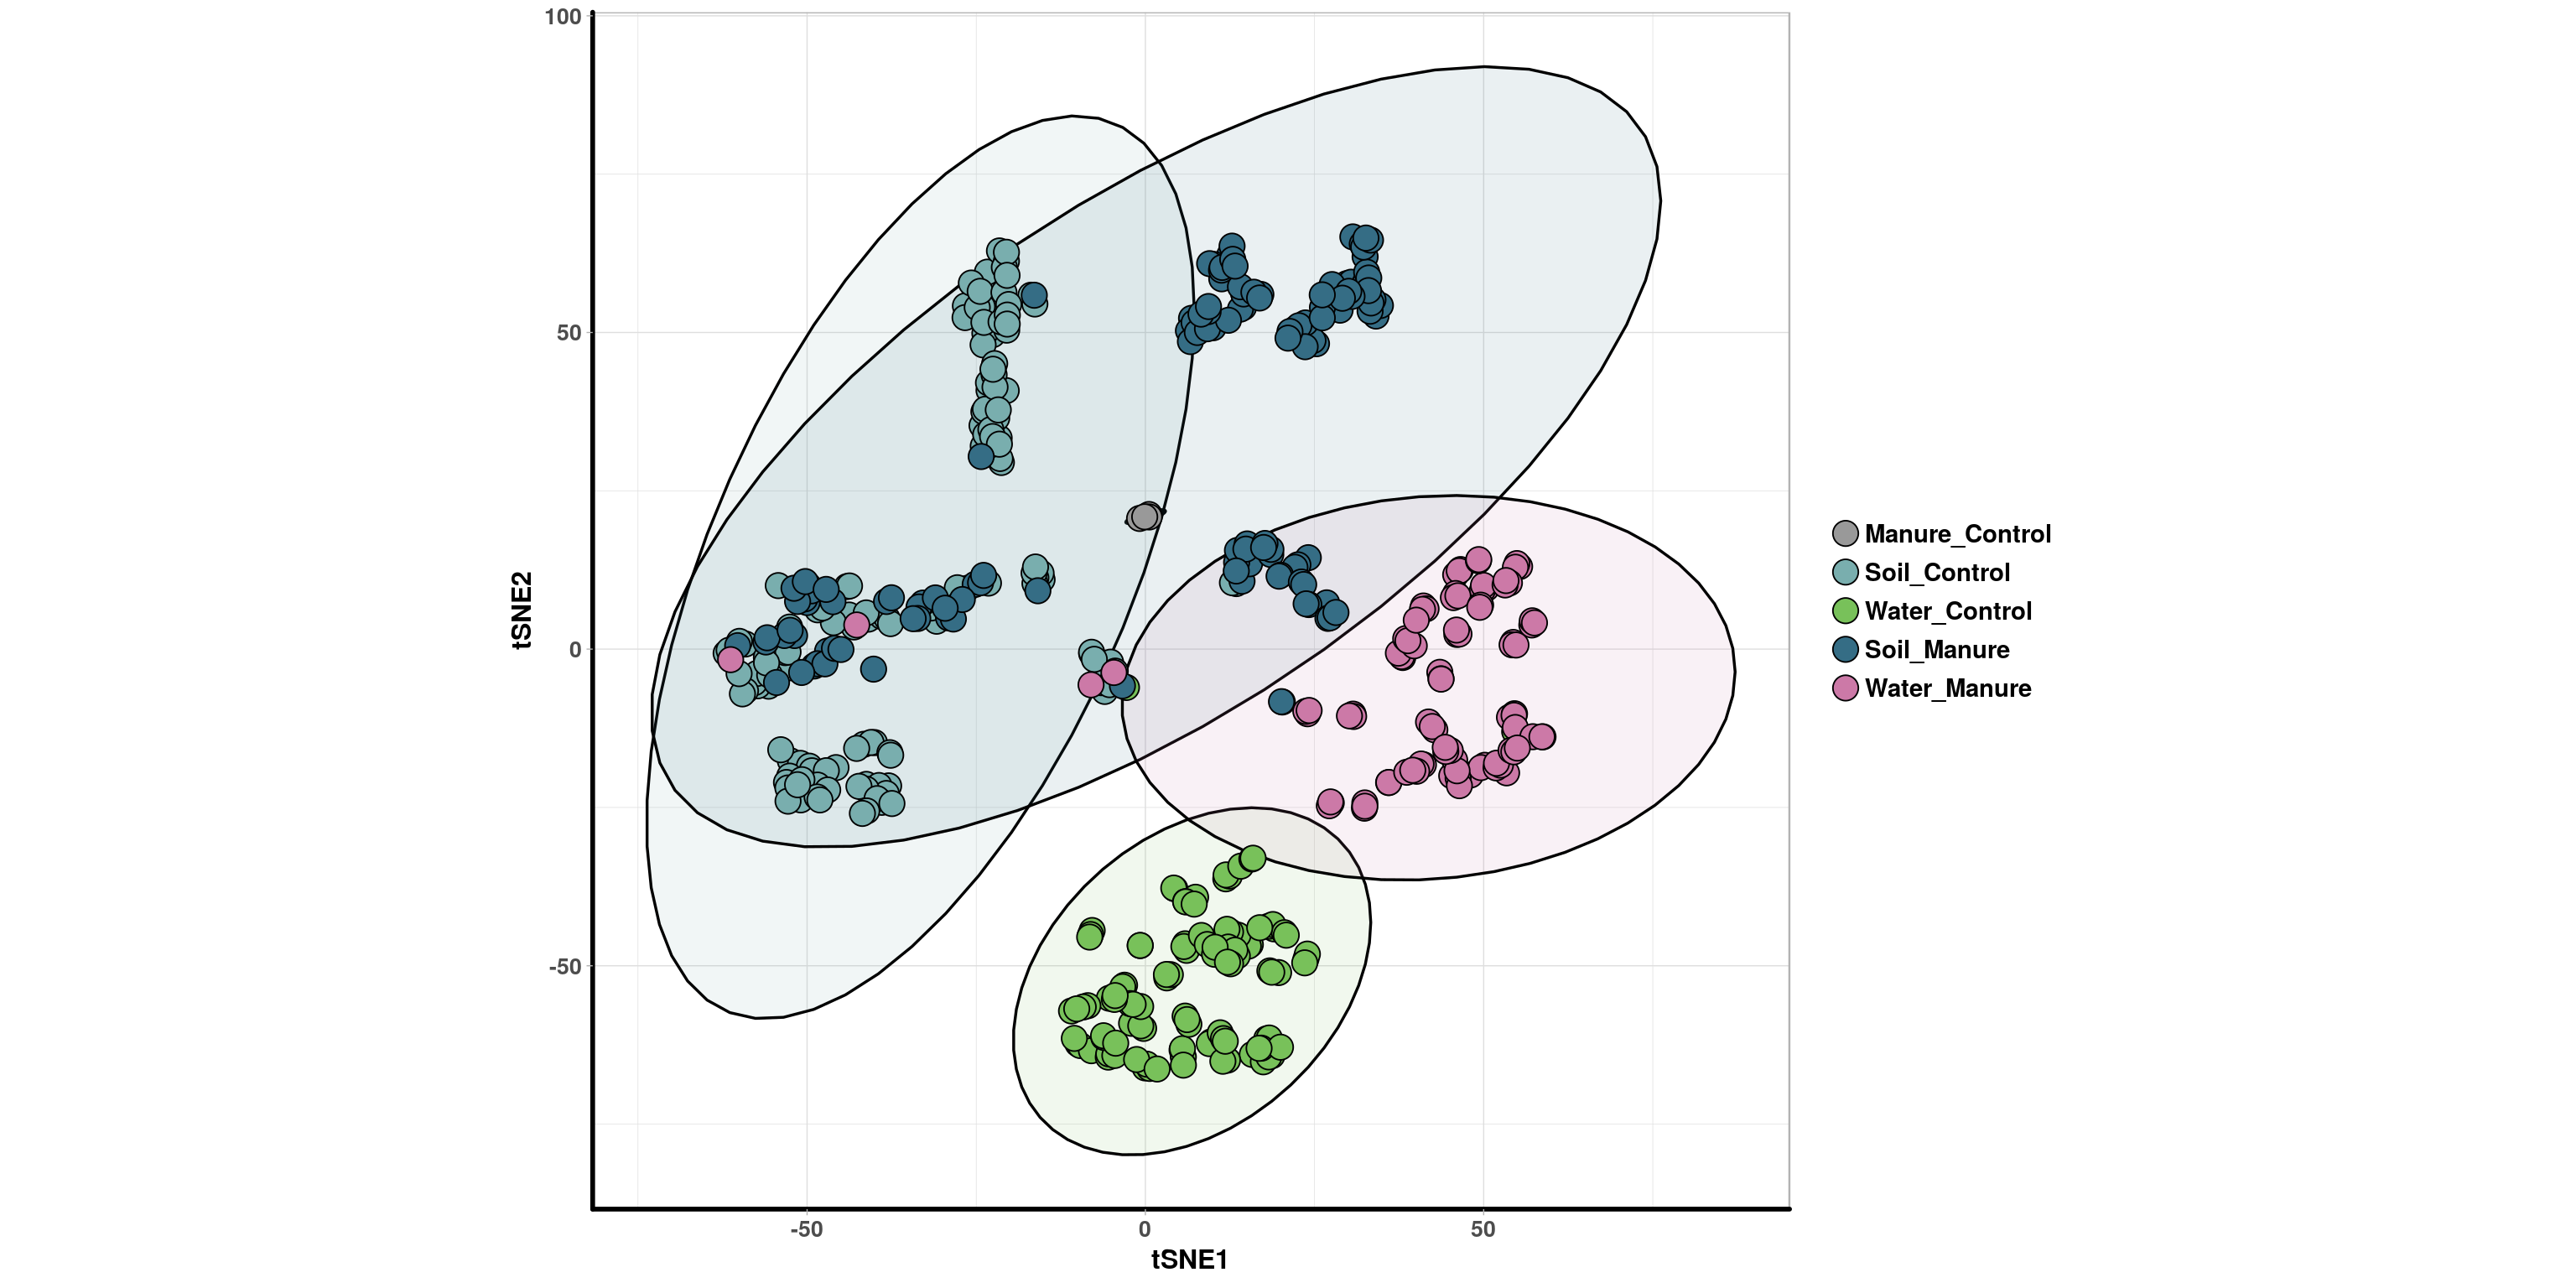 100
50
0
-50
tSNE2
-50
0
50
tSNE1
Manure_Control
Soil_Control
Water_Control
Soil_Manure
Water_Manure